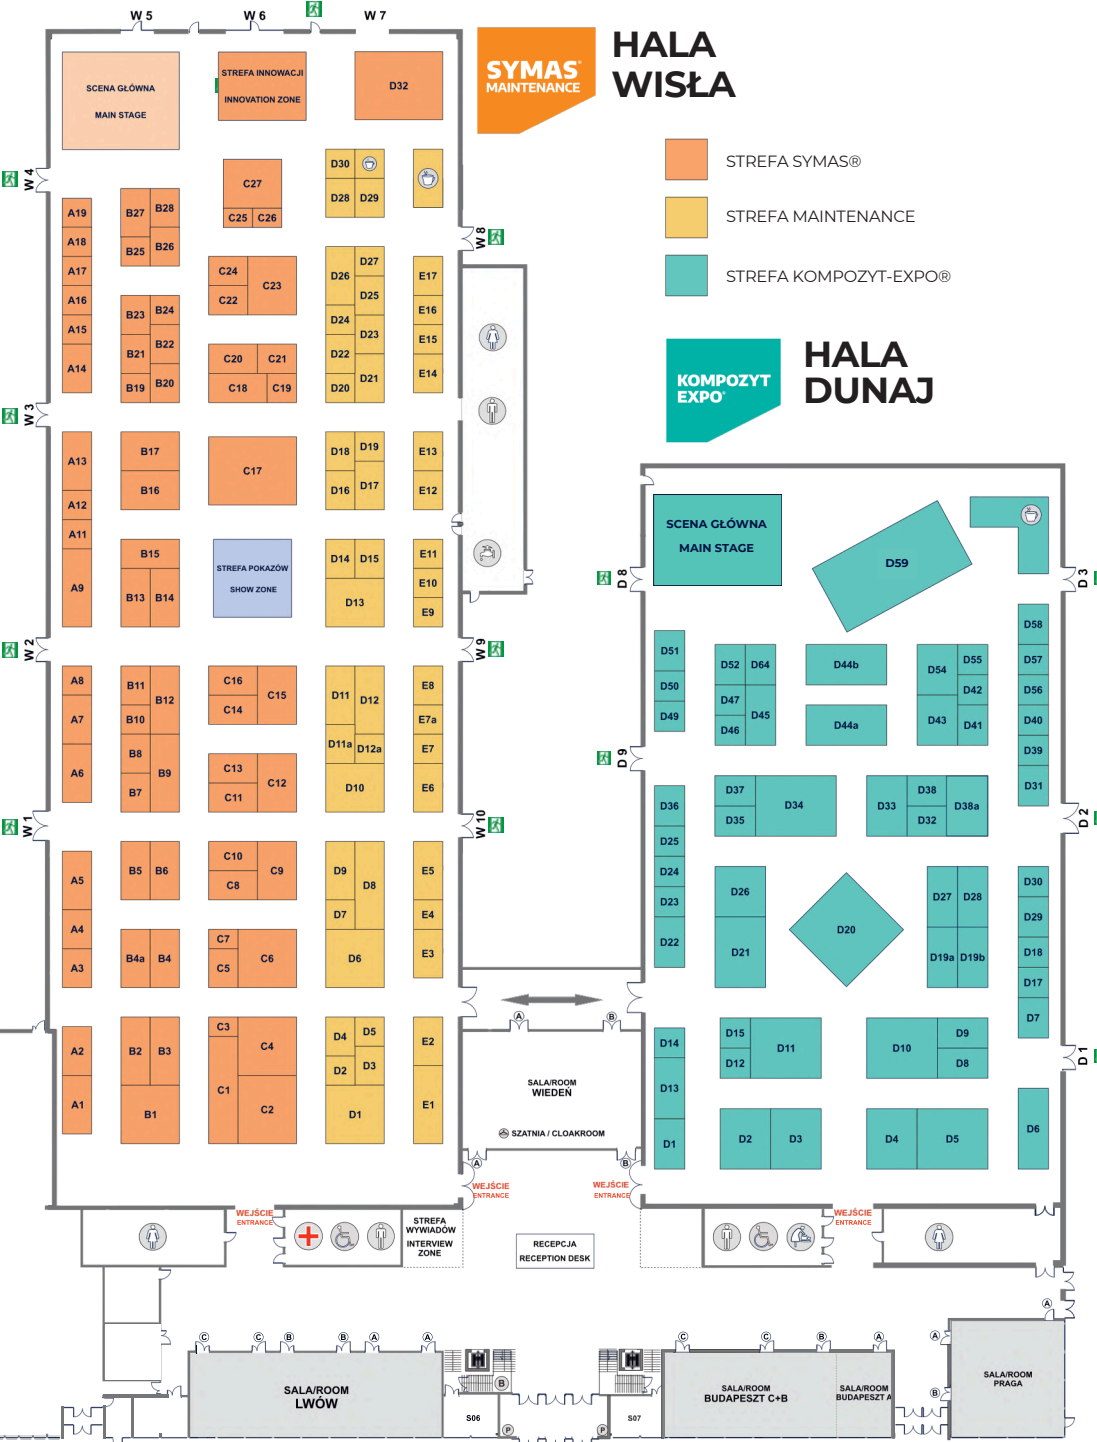 W 5
W 6
W 7
SYMAS®
MAINTENANCE
HALA
WISŁA
STREFA SYMAS®
STREFA MAINTENANCE
STREFA KOMPOZYT-EXPO®
KOMPOZYT
EXPO®
HALA
DUNAJ
SCENA GŁÓWNA
MAIN STAGE
STREFA INNOWACJI
INNOVATION ZONE
D32
W 4
W 3
W 2
W 1
W 8
W 9
W 10
A19
A18
A17
A16
A15
A14
A13
A12
A11
A9
A8
A7
A6
A5
A4
A3
A2
A1
B27
B28
B25
B26
B23
B24
B21
B22
B19
B20
B17
B16
B15
B13
B14
B11
B12
B10
B8
B9
B7
B5
B6
B4a
B4
B2
B3
B1
C27
C25
C26
C24
C23
C22
C20
C21
C18
C19
C17
STREFA POKAZÓW
SHOW ZONE
C16
C15
C14
C13
C12
C11
C10
C9
C8
C7
C6
C5
C3
C4
C1
C2
D30
D28
D29
D27
D26
D25
D24
D23
D22
D21
D20
D18
D19
D16
D17
D14
D15
D13
D11
D12
D11a
D12a
D10
D9
D8
D7
D6
D4
D5
D2
D3
D1
E17
E16
E15
E14
E13
E12
E11
E10
E9
E8
E7a
E7
E6
E5
E4
E3
E2
E1
SCENA GŁÓWNA
MAIN STAGE
D59
D 8
D 9
D 3
D 2
D 1
D51
D50
D49
D52
D64
D47
D45
D46
D44b
D44a
D54
D55
D42
D43
D41
D58
D57
D56
D40
D39
D31
D36
D25
D24
D23
D22
D37
D34
D35
D33
D38
D38a
D32
D26
D21
D20
D27
D28
D19a
D19b
D30
D29
D18
D17
D7
D14
D13
D1
D15
D11
D12
D10
D9
D8
D2
D3
D4
D5
D6
A
B
SALA/ROOM
WIEDEŃ
SZATNIA / CLOAKROOM
A
B
WEJŚCIE
ENTRANCE
WEJŚCIE
ENTRANCE
WEJŚCIE
ENTRANCE
WEJŚCIE
ENTRANCE
STREFA
WYWIADÓW
INTERVIEW
ZONE
RECEPCJA
RECEPTION DESK
C
C
B
B
A
A
SALA/ROOM
LWÓW
B
S06
P
P
S07
C
C
B
A
SALA/ROOM
BUDAPESZT C+B
SALA/ROOM
BUDAPESZT A
A
A
B
SALA/ROOM
PRAGA